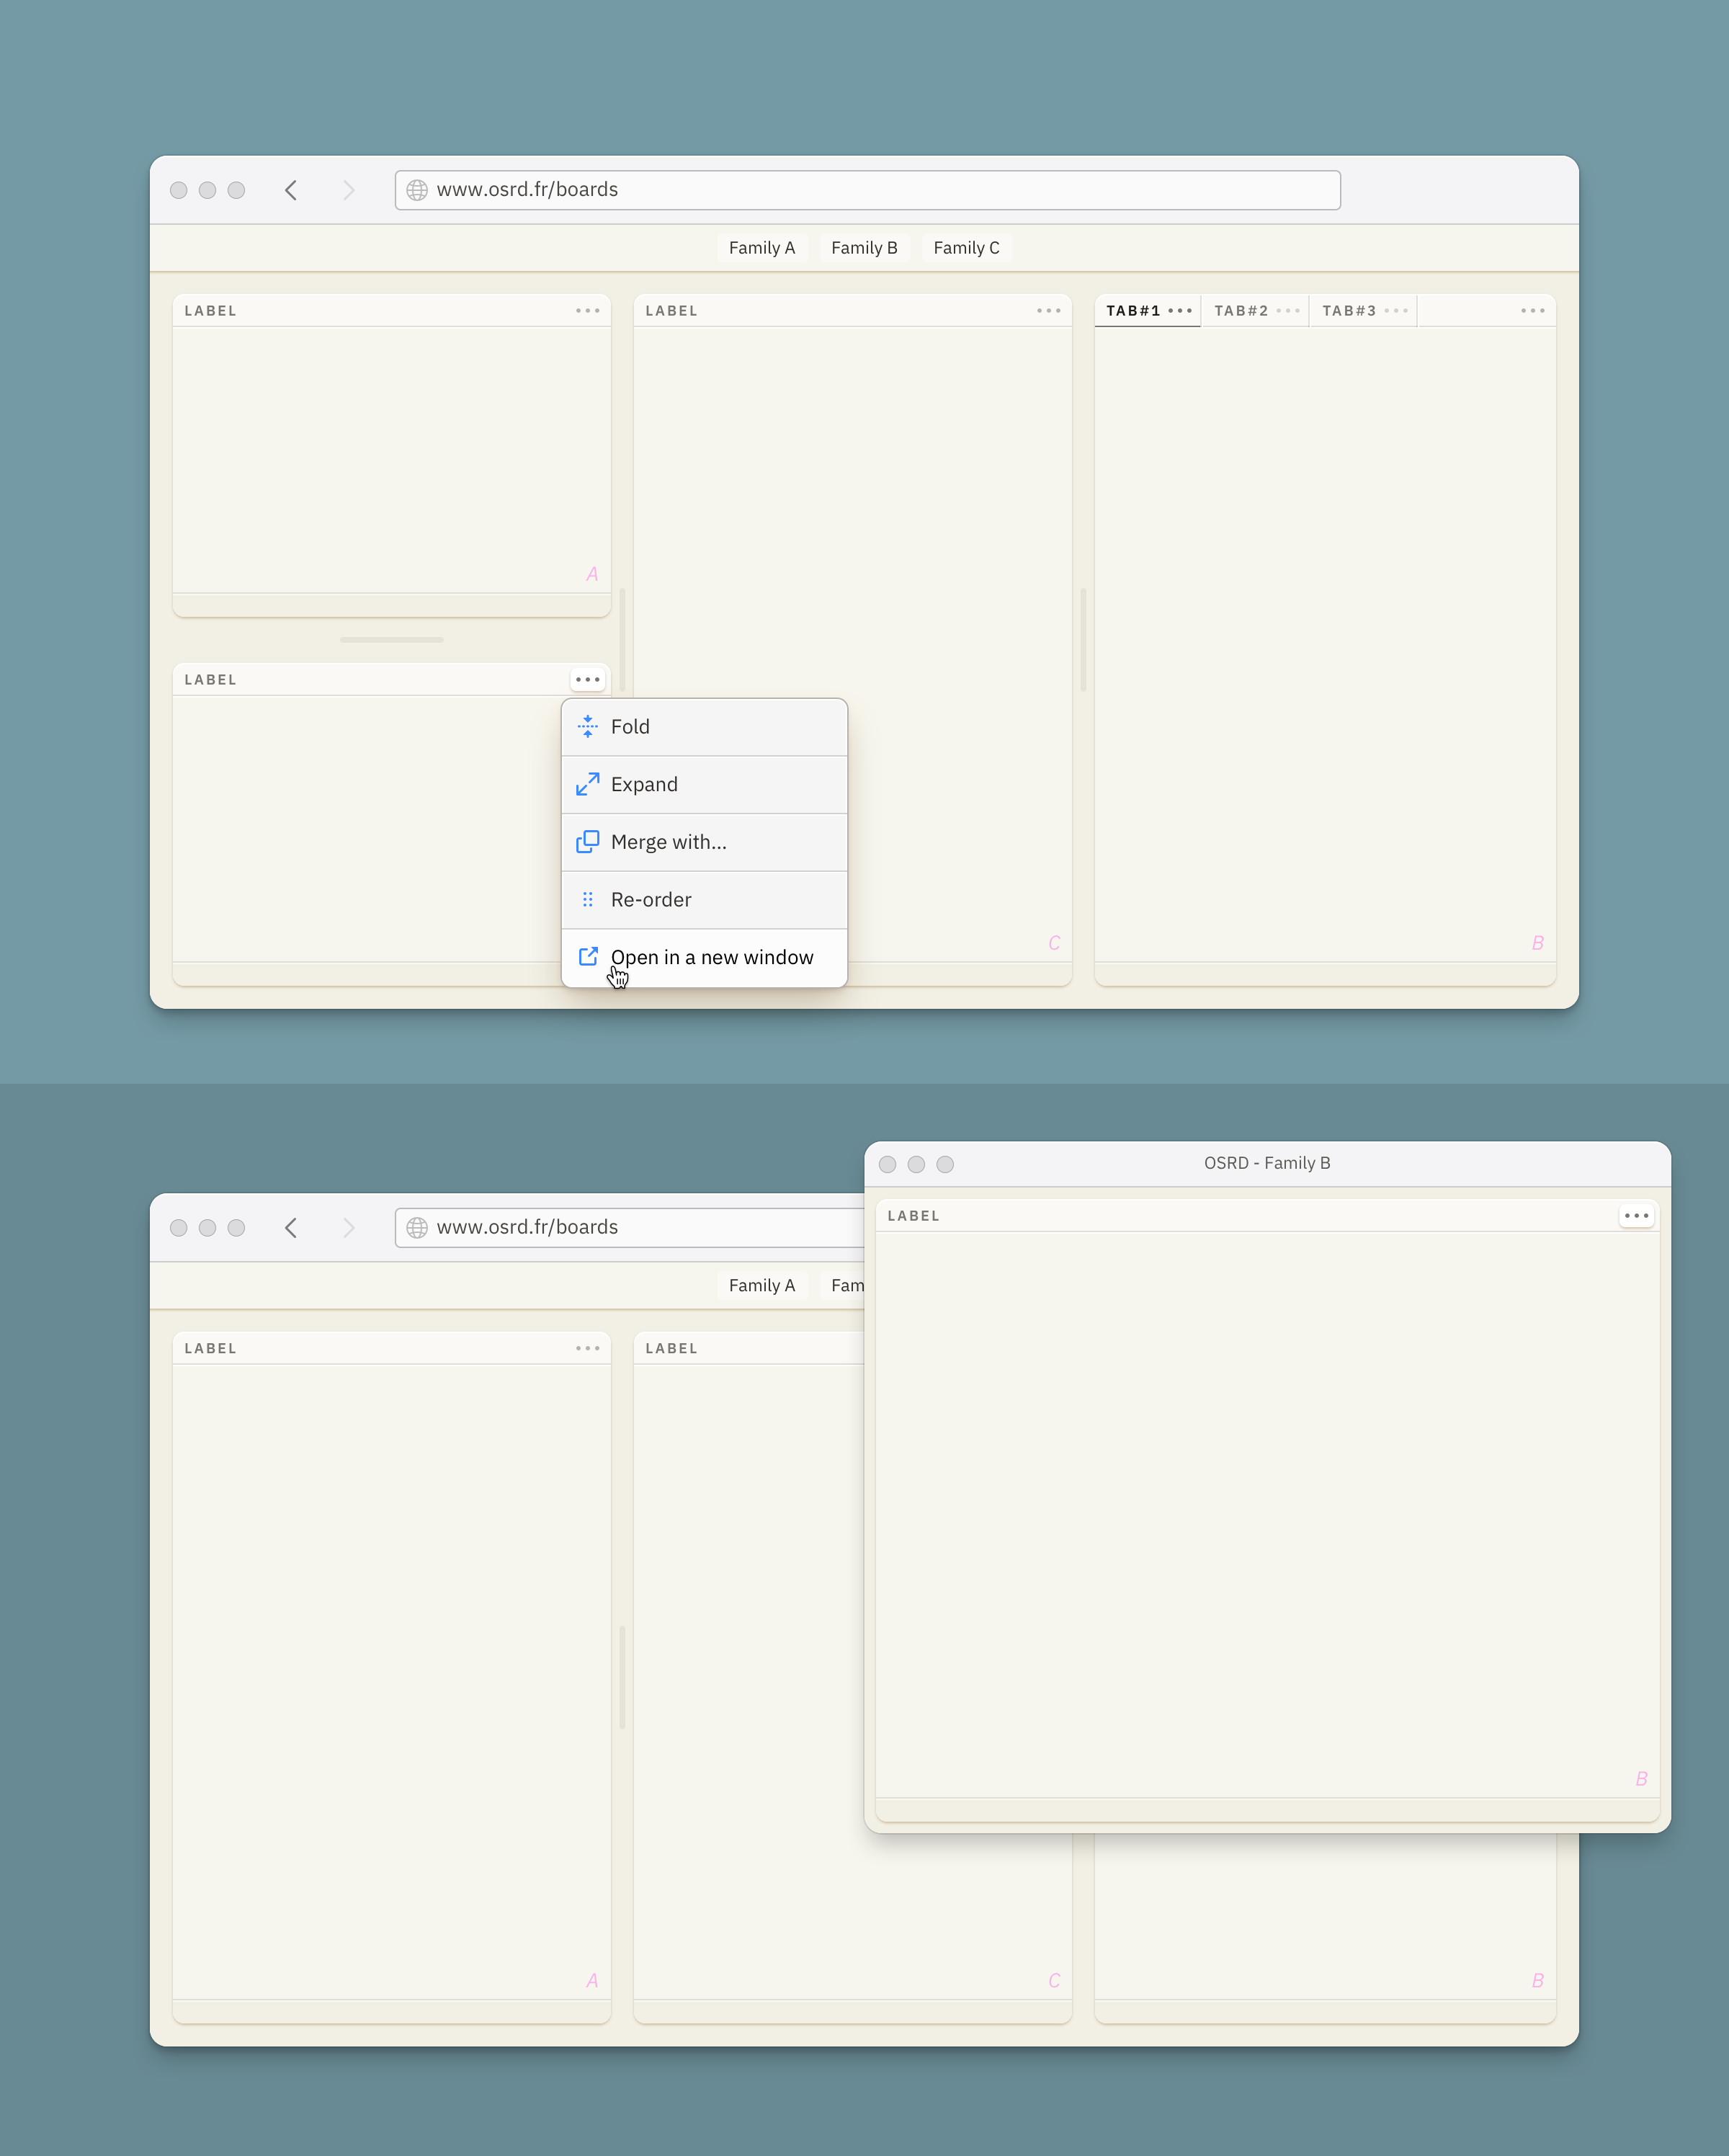 www.osrd.fr/boards
Family A Family B Family C
LABEL
LABEL
TAB#1 TAB#2 TAB#3
A
LABEL
Fold
Expand
Merge with...
Re-order
Open in a new window
C
B
OSRD - Family B
LABEL
www.osrd.fr/boards
Family A Fam
LABEL
LABEL
B
A
C
B